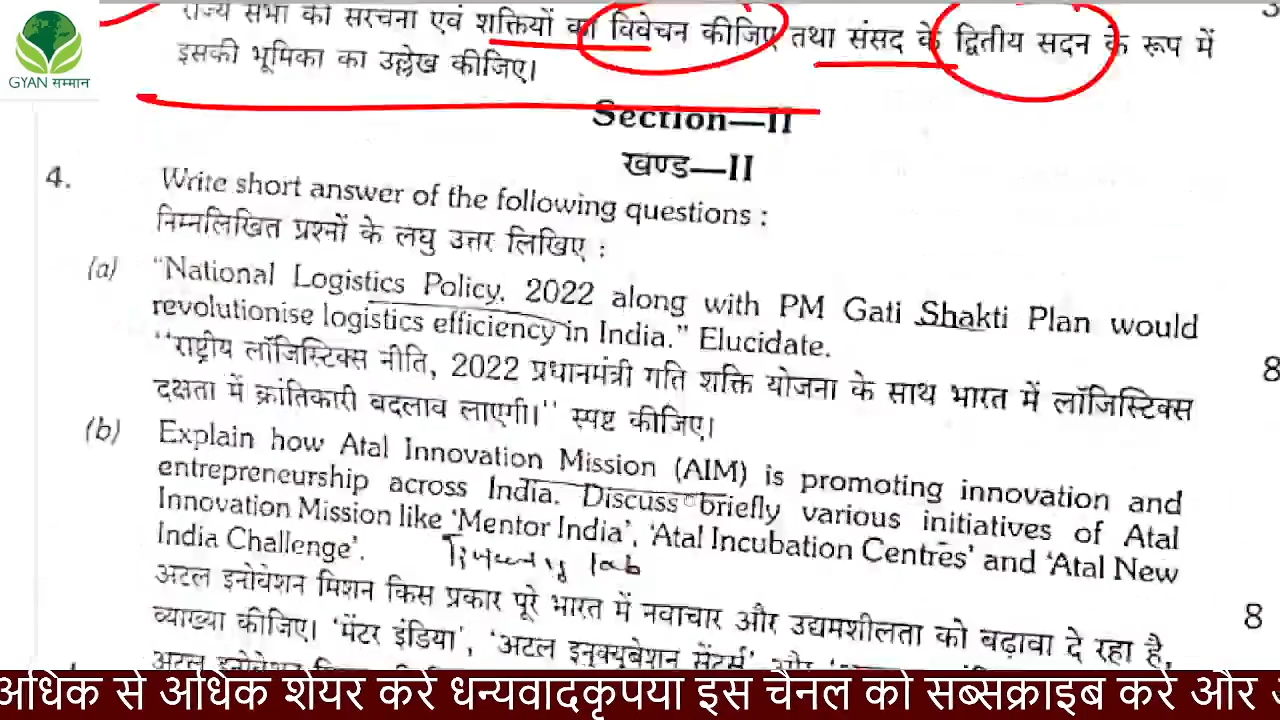 GYAN सम्मान
राज्य सभा की सरचना एवं शक्तियों का विवेचन कीजिए तथा संसद के द्वितीय सदन के रूप में
इसकी भूमिका का उल्लेख कीजिए।
Section—II
खण्ड—II
4. Write short answer of the following questions :
निम्नलिखित प्रश्नों के लघु उत्तर लिखिए :
(a) “National Logistics Policy, 2022 along with PM Gati Shakti Plan would
revolutionise logistics efficiency in India.” Elucidate.
8
‘‘राष्ट्रीय लॉजिस्टिक्स नीति, 2022 प्रधानमंत्री गति शक्ति योजना के साथ भारत में लॉजिस्टिक्स
दक्षता में क्रांतिकारी बदलाव लाएगी।’’ स्पष्ट कीजिए।
(b) Explain how Atal Innovation Mission (AIM) is promoting innovation and
entrepreneurship across India. Discuss briefly various initiatives of Atal
Innovation Mission like ‘Mentor India’, ‘Atal Incubation Centres’ and ‘Atal New
India Challenge’.
lab
8
अटल इनोवेशन मिशन किस प्रकार पूरे भारत में नवाचार और उद्यमशीलता को बढ़ावा दे रहा है,
व्याख्या कीजिए। ‘मेंटर इंडिया’, ‘अटल इनक्यूबेशन सेंटर्स’ और
अधिक से अधिक शेयर करें धन्यवादकृपया इस चैनल को सब्सक्राइब करें और